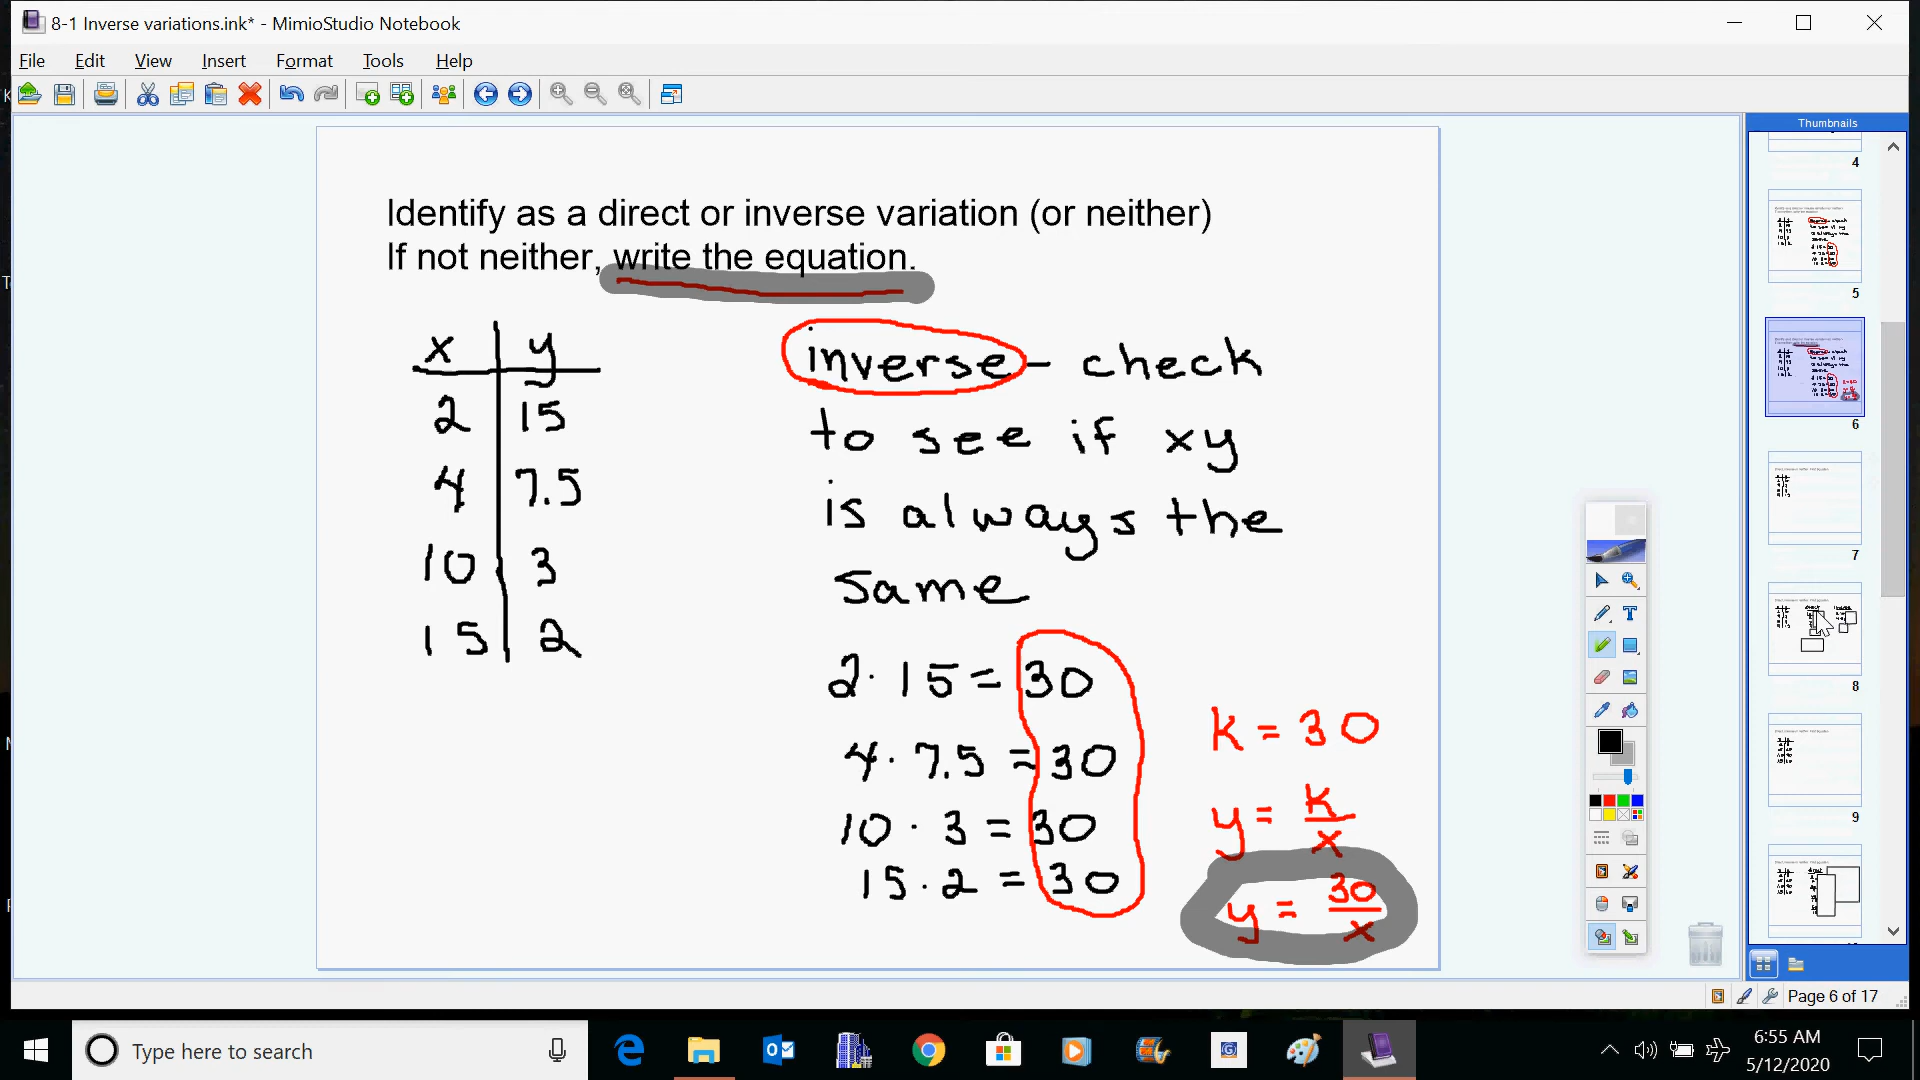 8-1 Inverse variations.ink* - MimioStudio Notebook
File Edit View Insert Format Tools Help
Thumbnails
Identify as a direct or inverse variation (or neither)
If not neither, write the equation.
x y
2 15
4 7.5
10 3
15 2
inverse - check
to see if xy
is always the
same
2 · 15 = 30
4 · 7.5 = 30
10 · 3 = 30
15 · 2 = 30
k = 30
y = k/x
y = 30/x
4
5
6
7
8
9
Page 6 of 17
Type here to search
6:55 AM
5/12/2020